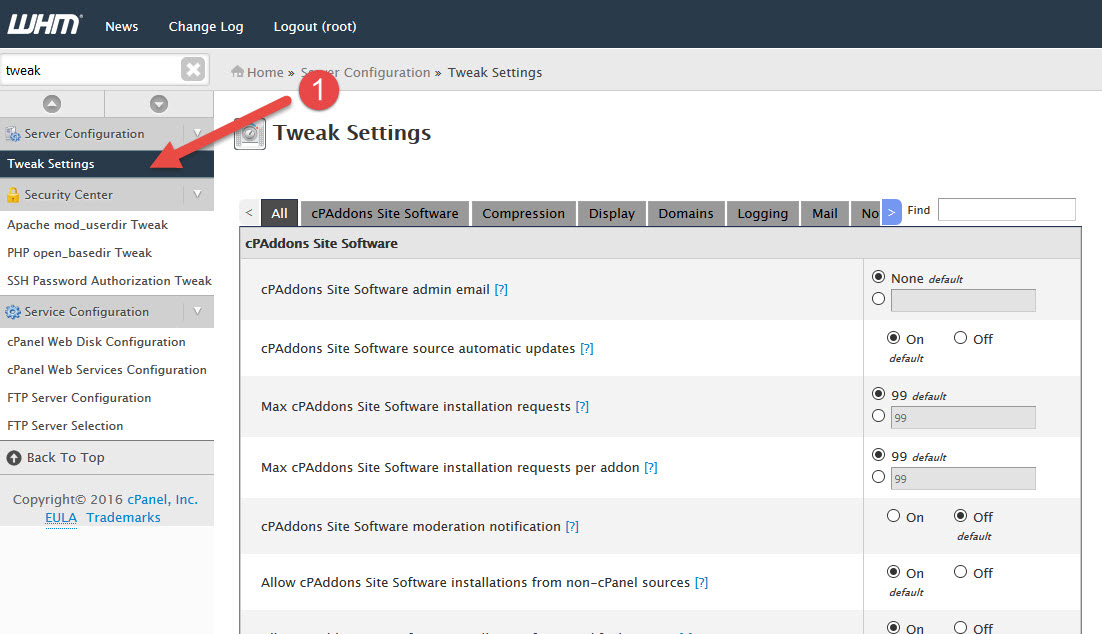 WHM
News Change Log Logout (root)
tweak
Home » Server Configuration » Tweak Settings
1
Server Configuration
Tweak Settings
Security Center
Apache mod_userdir Tweak
PHP open_basedir Tweak
SSH Password Authorization Tweak
Service Configuration
cPanel Web Disk Configuration
cPanel Web Services Configuration
FTP Server Configuration
FTP Server Selection
Back To Top
Copyright© 2016 cPanel, Inc.
EULA Trademarks
Tweak Settings
< All cPAddons Site Software Compression Display Domains Logging Mail No > Find
cPAddons Site Software
cPAddons Site Software admin email [?]
None default
cPAddons Site Software source automatic updates [?]
On Off
default
Max cPAddons Site Software installation requests [?]
99 default
99
Max cPAddons Site Software installation requests per addon [?]
99 default
99
cPAddons Site Software moderation notification [?]
On Off
default
Allow cPAddons Site Software installations from non-cPanel sources [?]
On Off
default
On Off